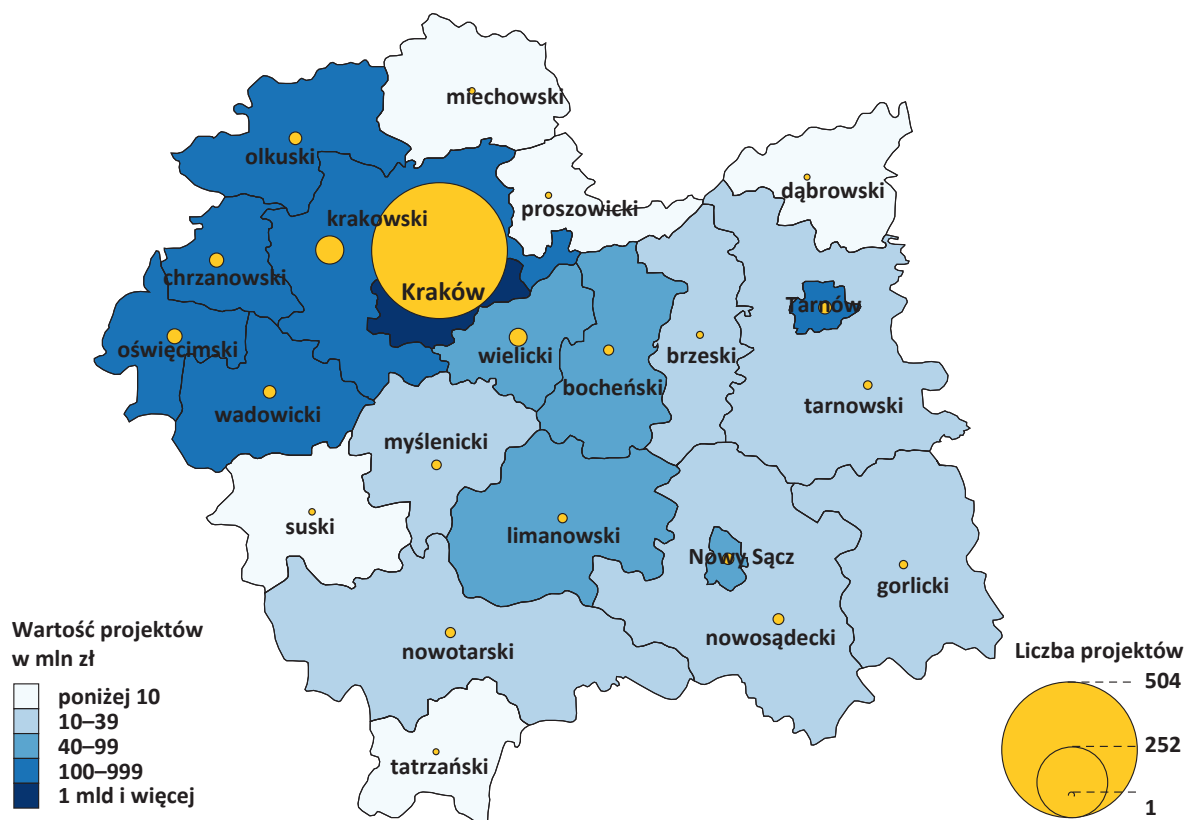 miechowski
olkuski
dąbrowski
proszowicki
krakowski
chrzanowski
Kraków
Tarnów
oświęcimski
wielicki
brzeski
bocheński
tarnowski
wadowicki
myślenicki
suski
limanowski
Nowy Sącz
gorlicki
nowosądecki
nowotarski
tatrzański
Wartość projektów
w mln zł
poniżej 10
10–39
40–99
100–999
1 mld i więcej
Liczba projektów
504
252
1